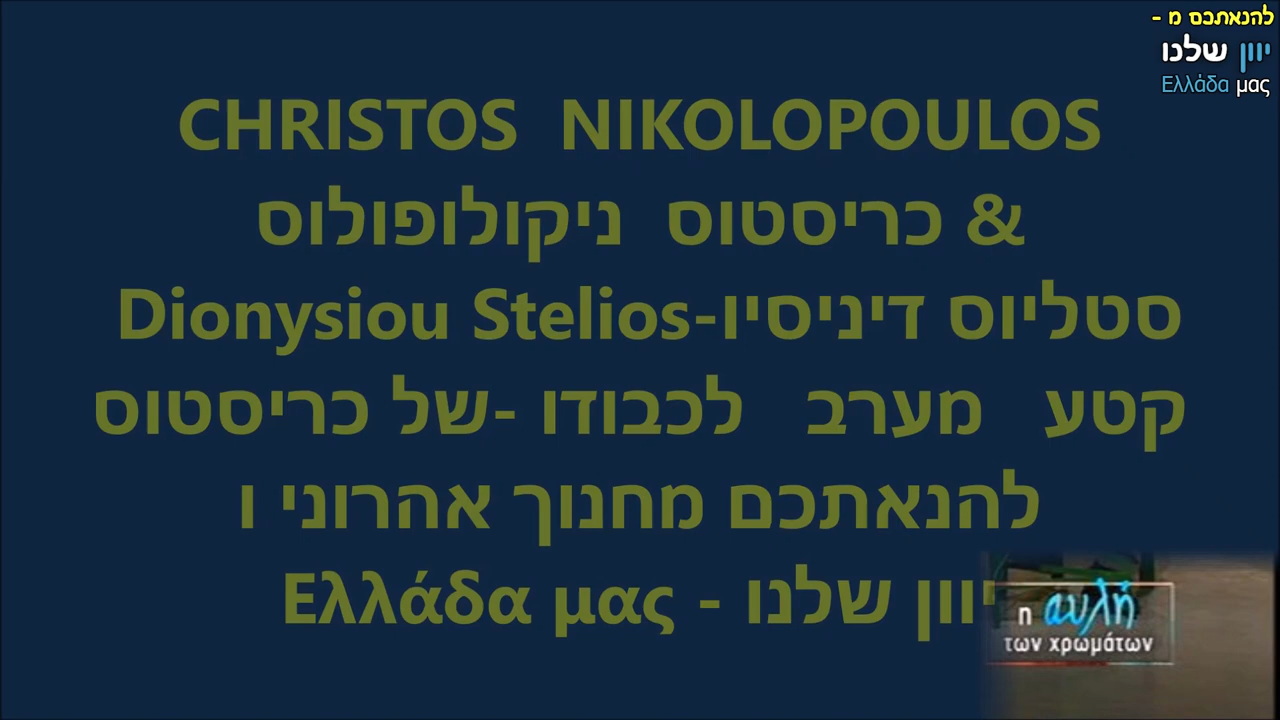 להנאתכם מ -
יוון שלנו
Ελλάδα μας
CHRISTOS NIKOLOPOULOS
& כריסטוס ניקולופולוס
סטליוס דיניסיו-Dionysiou Stelios
קטע מערב לכבודו -של כריסטוס
להנאתכם מחנוך אהרוני ו
יוון שלנו - Ελλάδα μας
η αυλή
των χρωμάτων